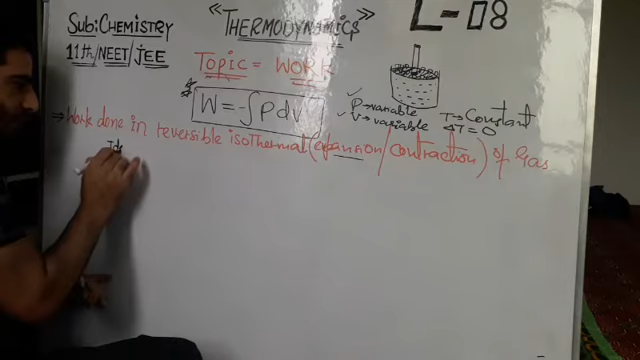 Sub: CHEMISTRY
« THERMODYNAMICS »
L-08
11th/NEET/JEE
Topic = WORK
W = -∫ PdV
✓ P→variable
✓ V→variable
T→Constant
ΔT=0
⇒ Work done in reversible isothermal (expansion/contraction) of Gas
Ide